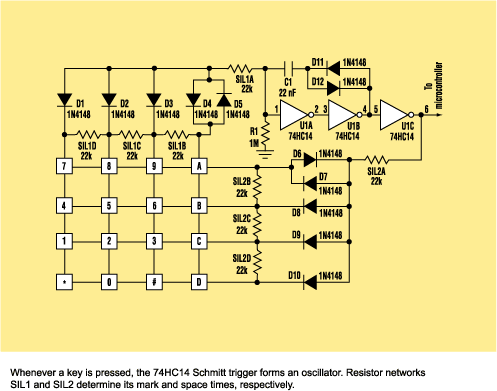 D11 1N4148
D12 1N4148
SIL1A
22k
C1
22 nF
To
microcontroller
D1
1N4148
D2
1N4148
D3
1N4148
D4
1N4148
D5
1N4148
1
2
3
4
5
6
R1
1M
U1A
74HC14
U1B
74HC14
U1C
74HC14
SIL1D
22k
SIL1C
22k
SIL1B
22k
D6
1N4148
SIL2A
22k
7 8 9 A
D7
1N4148
SIL2B
22k
4 5 6 B
D8 1N4148
SIL2C
22k
1 2 3 C
D9 1N4148
SIL2D
22k
* 0 # D
D10 1N4148
Whenever a key is pressed, the 74HC14 Schmitt trigger forms an oscillator. Resistor networks
SIL1 and SIL2 determine its mark and space times, respectively.